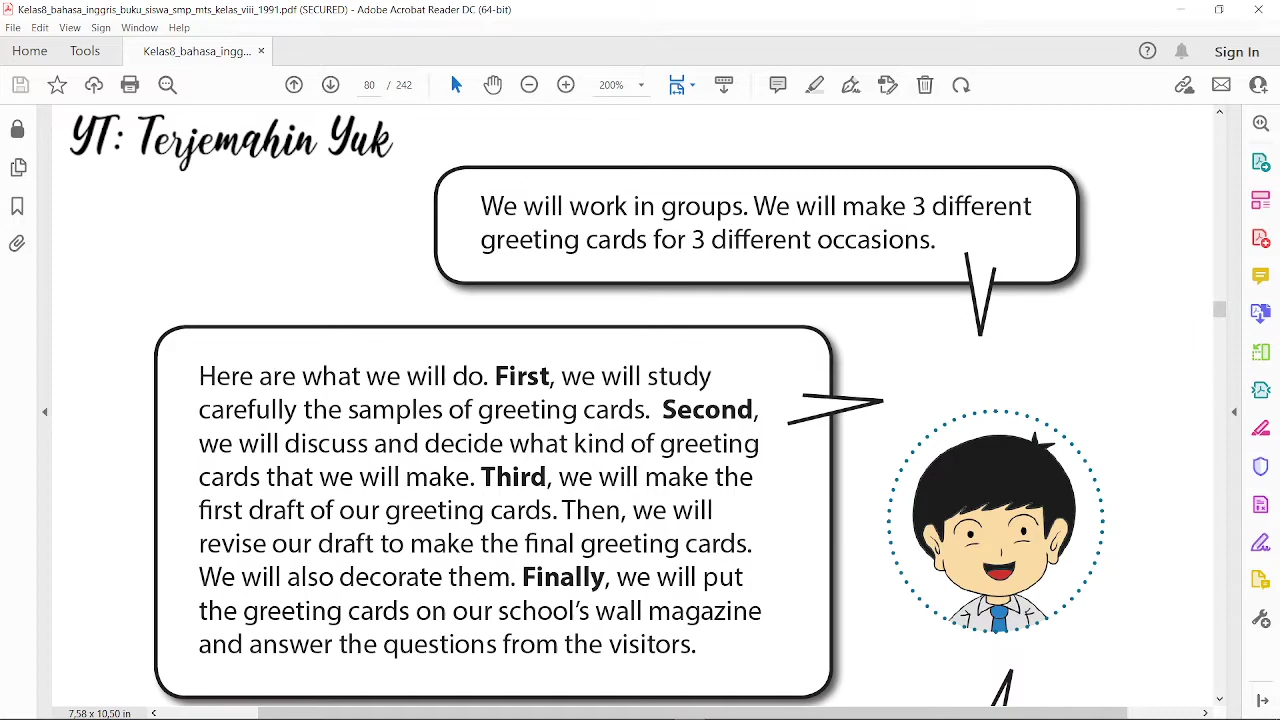 Kelas8_bahasa_inggris_buku_siswa_smp_mts_kelas_viii_1991.pdf (SECURED) - Adobe Acrobat Reader DC (64-bit)
File Edit View Sign Window Help
Home Tools Kelas8_bahasa_ingg... Sign In
80 / 242 200%
YT: Terjemahin Yuk
We will work in groups. We will make 3 different
greeting cards for 3 different occasions.
Here are what we will do. First, we will study
carefully the samples of greeting cards. Second,
we will discuss and decide what kind of greeting
cards that we will make. Third, we will make the
first draft of our greeting cards. Then, we will
revise our draft to make the final greeting cards.
We will also decorate them. Finally, we will put
the greeting cards on our school's wall magazine
and answer the questions from the visitors.
7,58 x 10,50 in